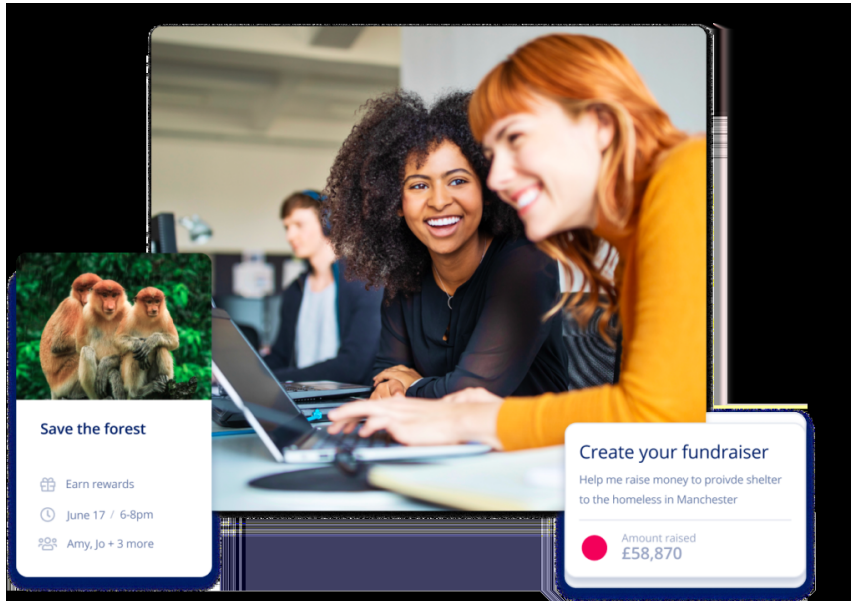 Save the forest
Earn rewards
June 17 / 6-8pm
Amy, Jo + 3 more
Create your fundraiser
Help me raise money to proivde shelter
to the homeless in Manchester
Amount raised
£58,870